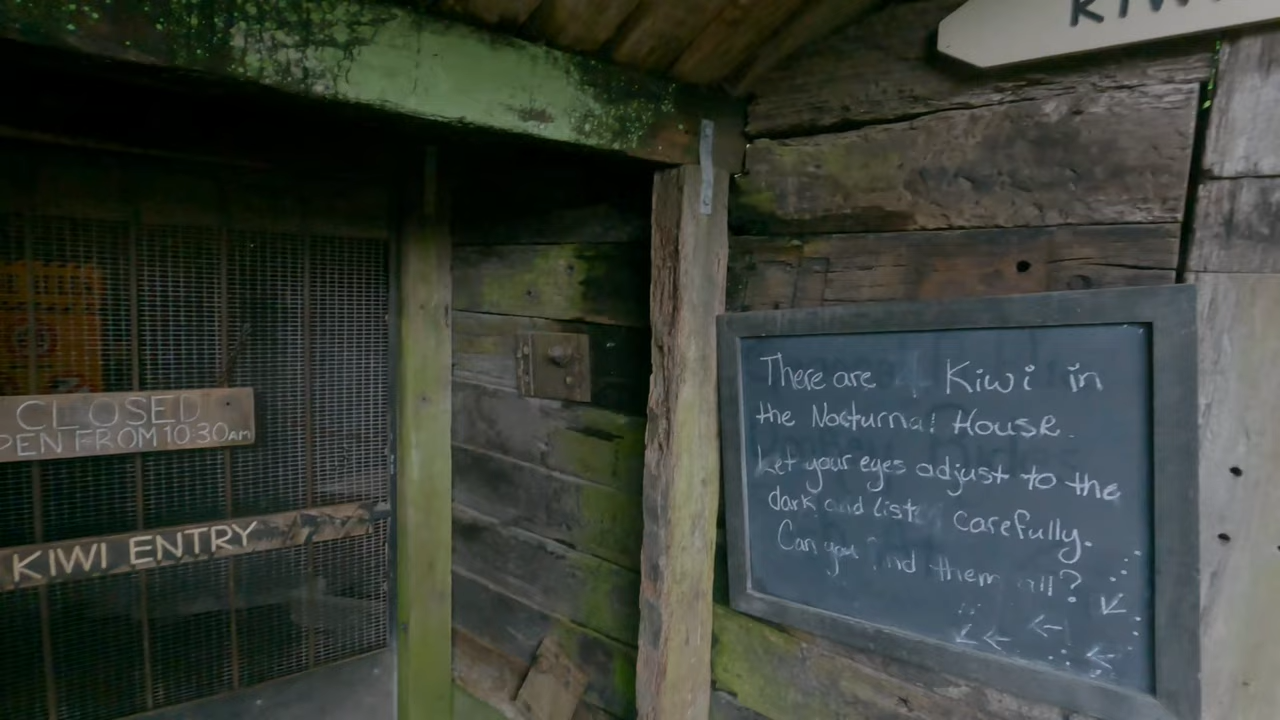 CLOSED
PEN FROM 10:30AM
KIWI ENTRY
There are Kiwi in
the Nocturnal House.
Let your eyes adjust to the
dark and carefully.
Can you find them all?